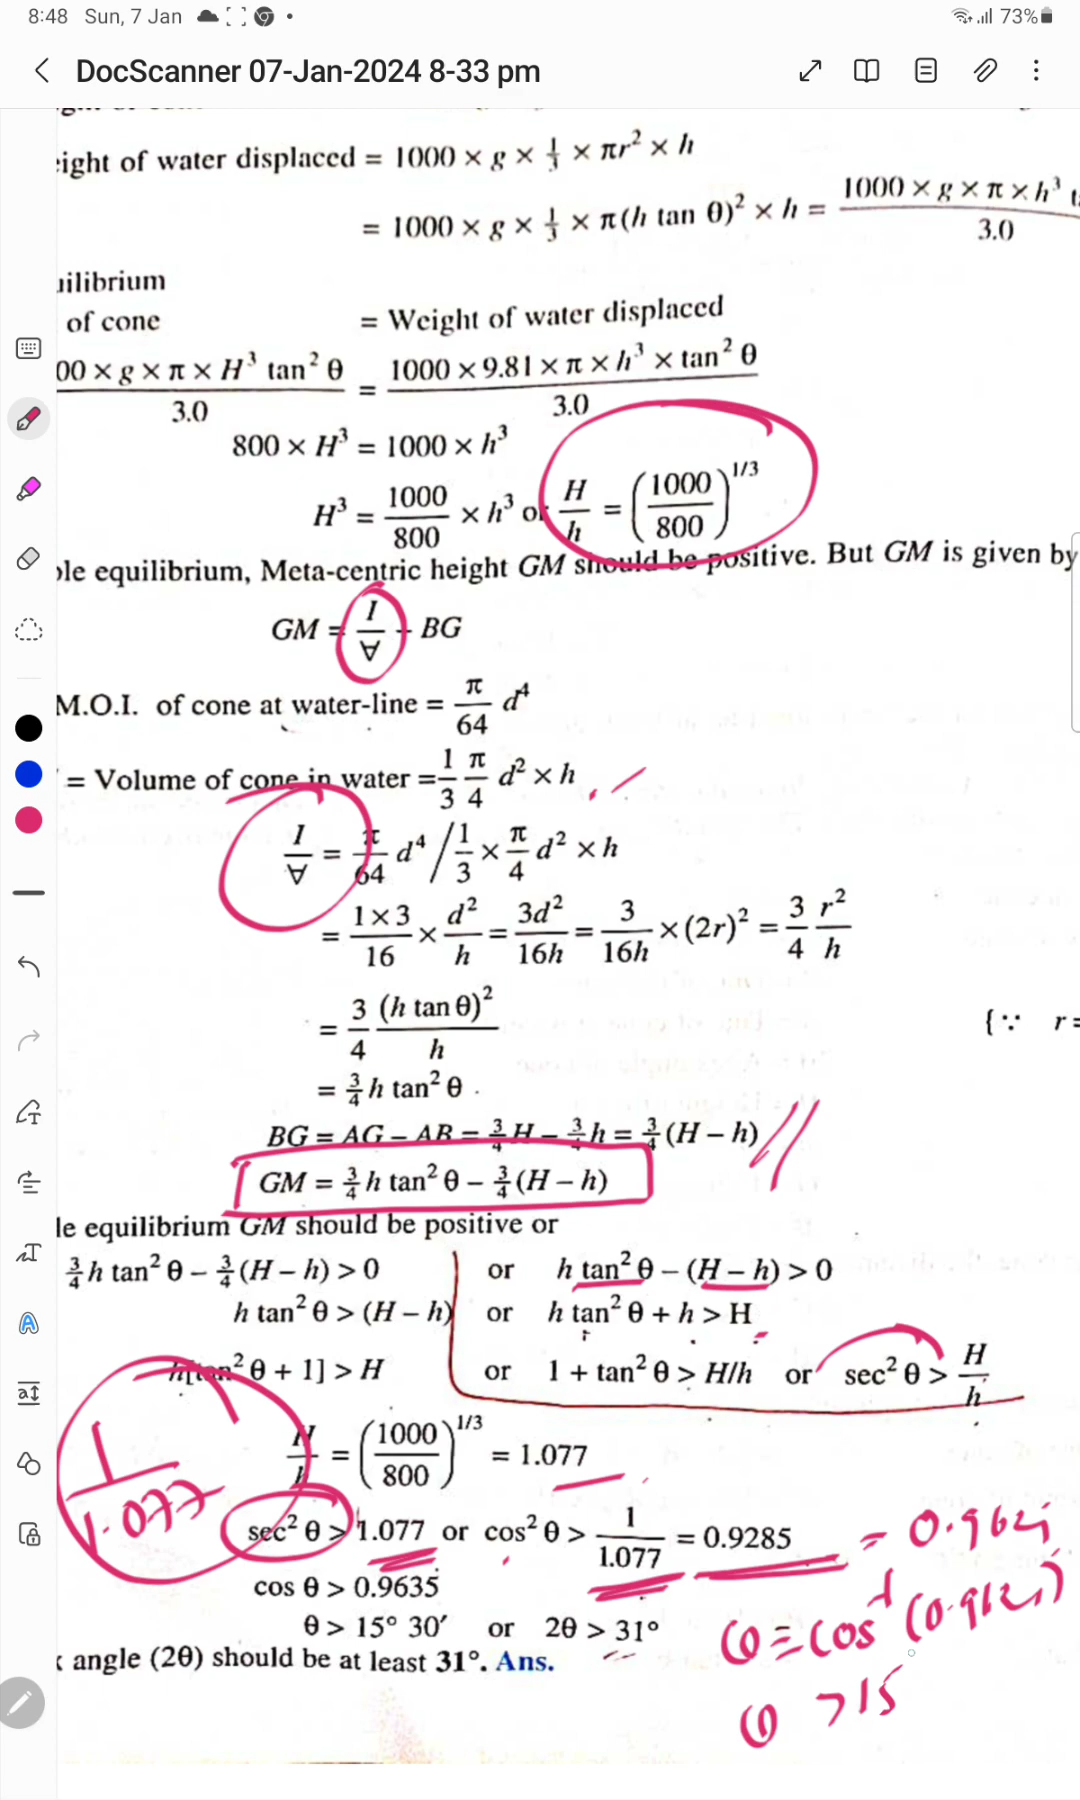 8:48 Sun, 7 Jan 73%
DocScanner 07-Jan-2024 8-33 pm
eight of water displaced = 1000 × g × 1/3 × πr² × h
= 1000 × g × 1/3 × π(h tan θ)² × h = 1000 × g × π × h³ t / 3.0
uilibrium
of cone = Weight of water displaced
00 × g × π × H³ tan² θ / 3.0 = 1000 × 9.81 × π × h³ × tan² θ / 3.0
800 × H³ = 1000 × h³
H³ = 1000/800 × h³ or H/h = (1000/800)^1/3
ole equilibrium, Meta-centric height GM should be positive. But GM is given by
GM = I/∀ – BG
M.O.I. of cone at water-line = π/64 d⁴
= Volume of cone in water = 1/3 π/4 d² × h
I/∀ = π/64 d⁴ / 1/3 × π/4 d² × h
= 1×3/16 × d²/h = 3d²/16h = 3/16h × (2r)² = 3/4 r²/h
= 3/4 (h tan θ)²/h {∵ r =
= 3/4 h tan² θ .
BG = AG – AB = 3/4 H – 3/4 h = 3/4 (H – h)
GM = 3/4 h tan² θ – 3/4 (H – h)
le equilibrium GM should be positive or
3/4 h tan² θ – 3/4 (H – h) > 0 or h tan² θ – (H – h) > 0
h tan² θ > (H – h) or h tan² θ + h > H
h[tan² θ + 1] > H or 1 + tan² θ > H/h or sec² θ > H/h
H/h = (1000/800)^1/3 = 1.077
1/1.077
sec² θ > 1.077 or cos² θ > 1/1.077 = 0.9285
cos θ > 0.9635
θ > 15° 30′ or 2θ > 31°
θ > 15
x angle (2θ) should be at least 31°. Ans.